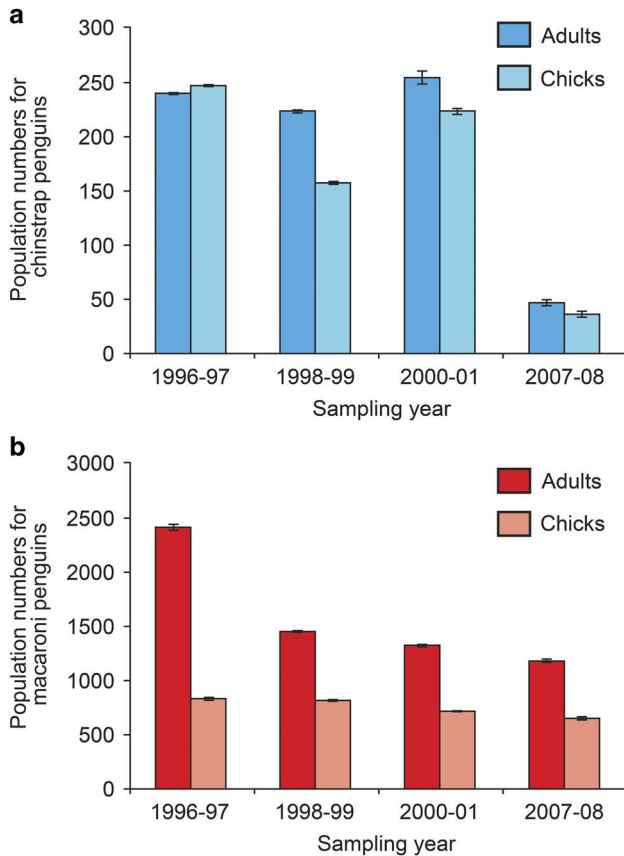 a
Population numbers for
chinstrap penguins
300
250
200
150
100
50
0
Adults
Chicks
1996-97
1998-99
2000-01
2007-08
Sampling year
b
Population numbers for
macaroni penguins
3000
2500
2000
1500
1000
500
0
Adults
Chicks
1996-97
1998-99
2000-01
2007-08
Sampling year